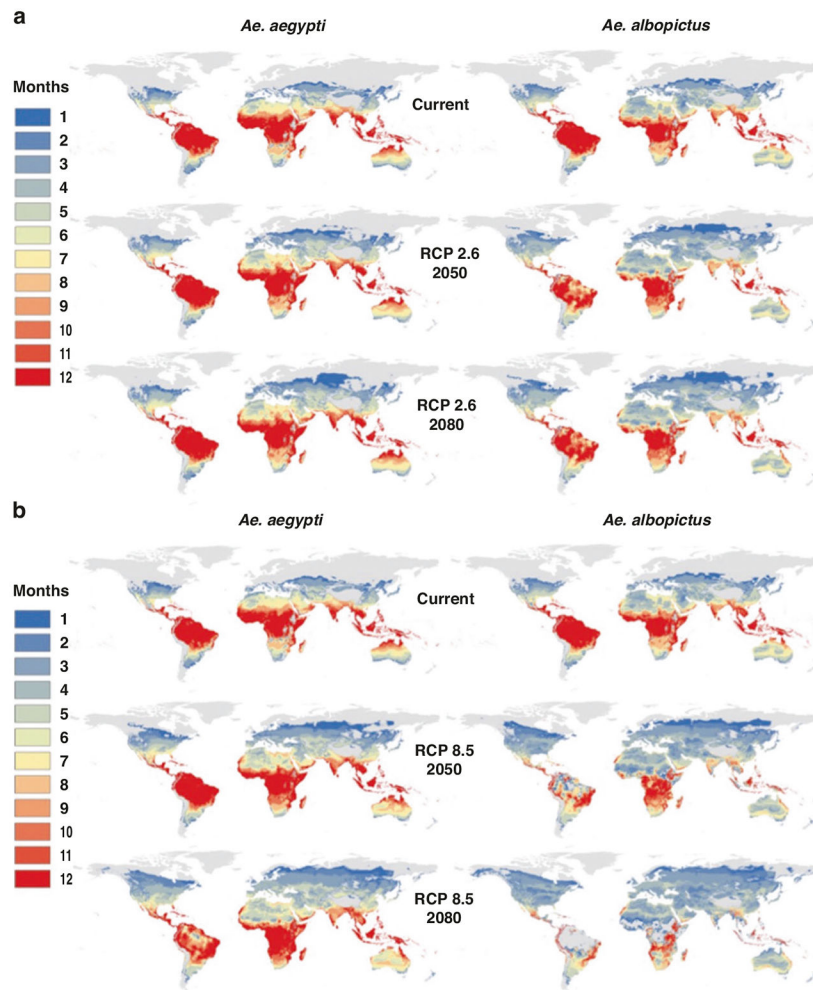 a
Ae. aegypti
Ae. albopictus
Months
1
2
3
4
5
6
7
8
9
10
11
12
Current
RCP 2.6
2050
RCP 2.6
2080
b
Ae. aegypti
Ae. albopictus
Months
1
2
3
4
5
6
7
8
9
10
11
12
Current
RCP 8.5
2050
RCP 8.5
2080